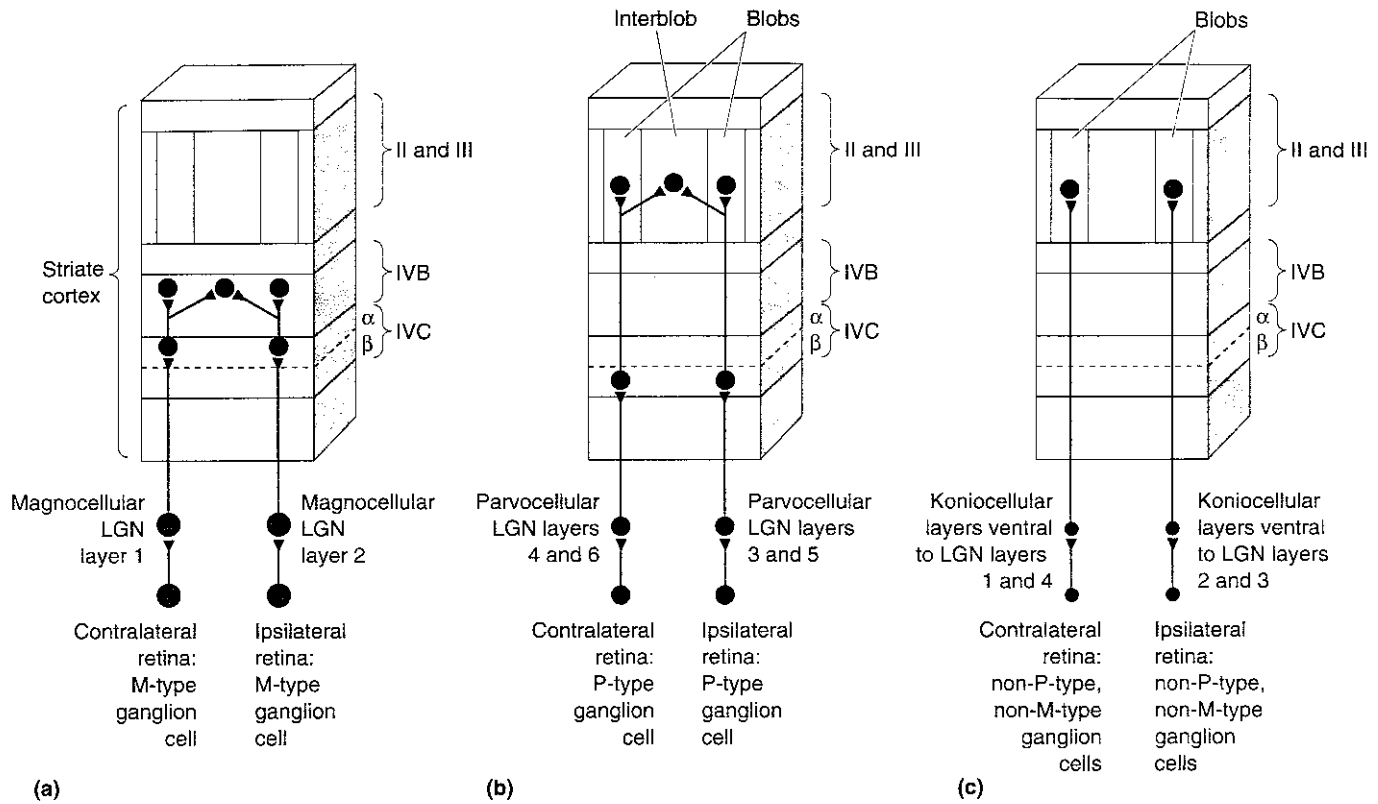 Interblob
Blobs
Blobs
Striate
cortex
II and III
IVB
α
β
IVC
Magnocellular
LGN
layer 1
Magnocellular
LGN
layer 2
Contralateral
retina:
M-type
ganglion
cell
Ipsilateral
retina:
M-type
ganglion
cell
(a)
II and III
IVB
α
β
IVC
Parvocellular
LGN layers
4 and 6
Parvocellular
LGN layers
3 and 5
Contralateral
retina:
P-type
ganglion
cell
Ipsilateral
retina:
P-type
ganglion
cell
(b)
II and III
IVB
α
β
IVC
Koniocellular
layers ventral
to LGN layers
1 and 4
Koniocellular
layers ventral
to LGN layers
2 and 3
Contralateral
retina:
non-P-type,
non-M-type
ganglion
cells
Ipsilateral
retina:
non-P-type,
non-M-type
ganglion
cells
(c)